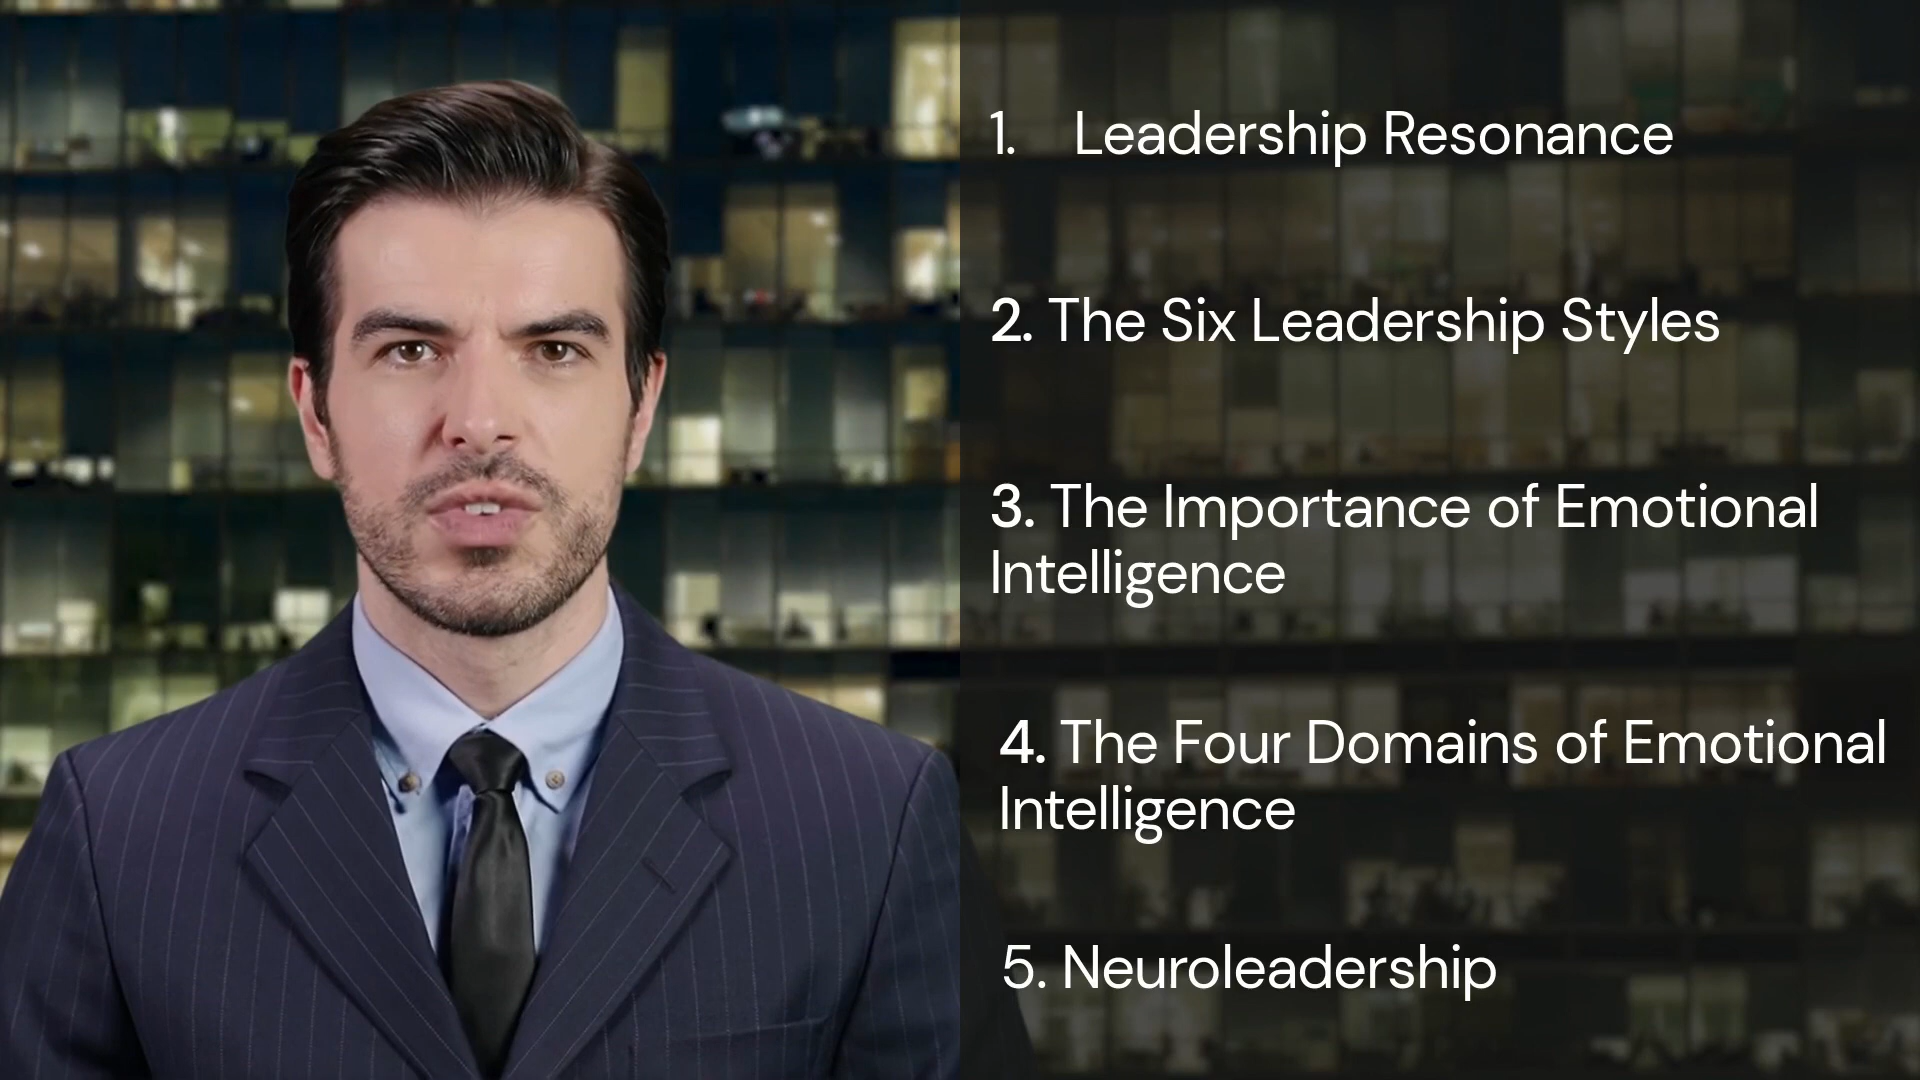 1. Leadership Resonance
2. The Six Leadership Styles
3. The Importance of Emotional
Intelligence
4. The Four Domains of Emotional
Intelligence
5. Neuroleadership